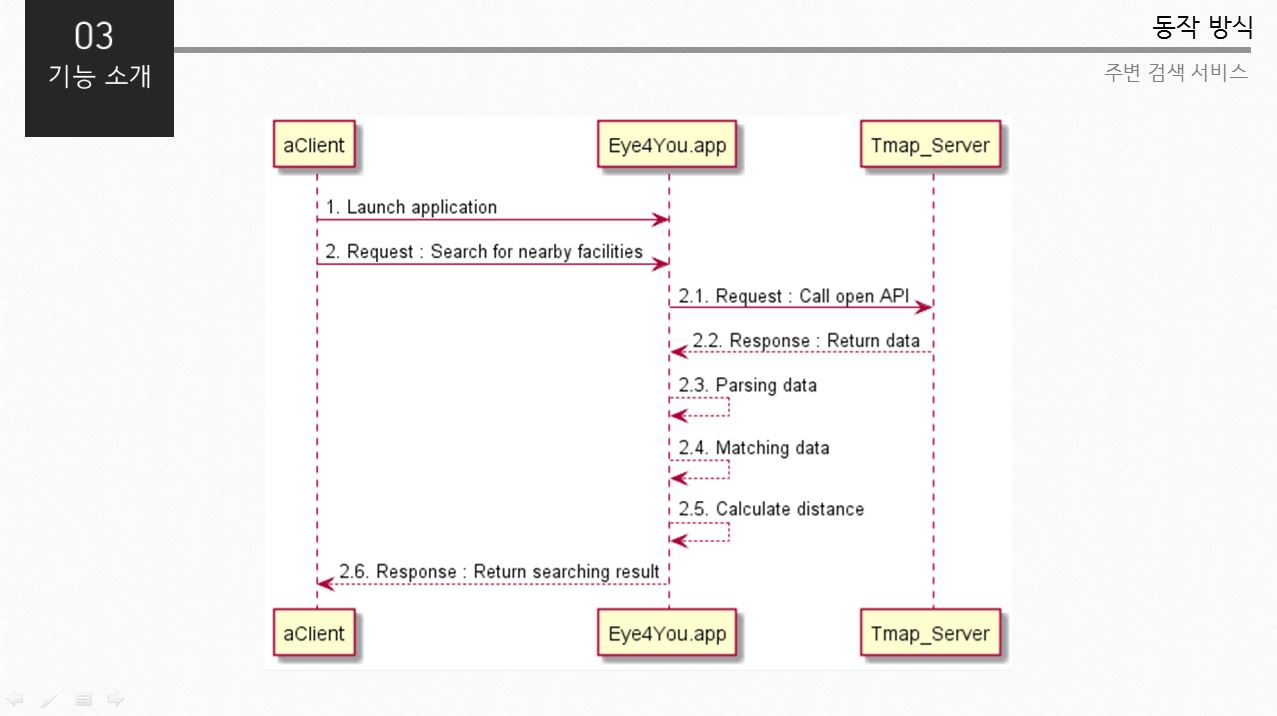 03
기능 소개
동작 방식
주변 검색 서비스
aClient
Eye4You.app
Tmap_Server
1. Launch application
2. Request : Search for nearby facilities
2.1. Request : Call open API
2.2. Response : Return data
2.3. Parsing data
2.4. Matching data
2.5. Calculate distance
2.6. Response : Return searching result
aClient
Eye4You.app
Tmap_Server